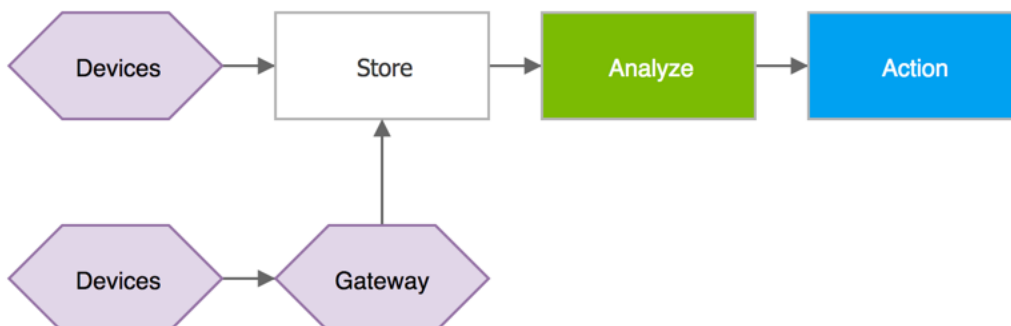 Devices
Store
Analyze
Action
Devices
Gateway